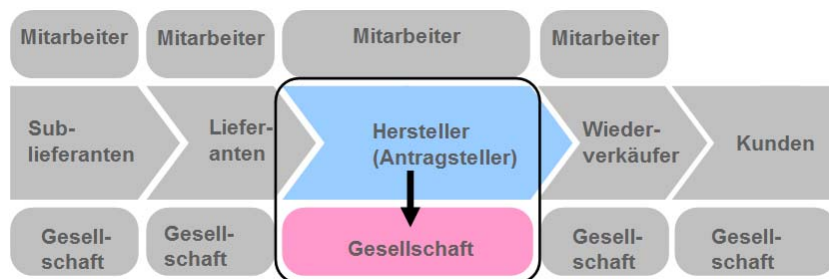 Mitarbeiter
Mitarbeiter
Mitarbeiter
Mitarbeiter
Sub-
lieferanten
Liefer-
anten
Hersteller
(Antragsteller)
Wieder-
verkäufer
Kunden
Gesell-
schaft
Gesell-
schaft
Gesellschaft
Gesell-
schaft
Gesell-
schaft